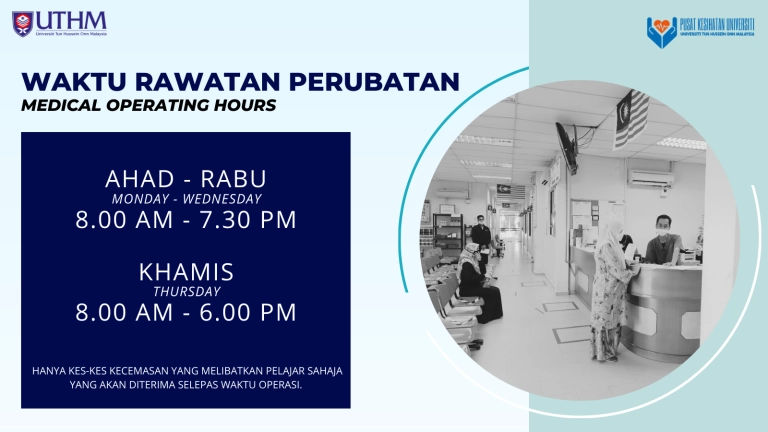 UTHM
Universiti Tun Hussein Onn Malaysia
PUSAT KESIHATAN UNIVERSITI
UNIVERSITI TUN HUSSEIN ONN MALAYSIA
WAKTU RAWATAN PERUBATAN
MEDICAL OPERATING HOURS
AHAD - RABU
MONDAY - WEDNESDAY
8.00 AM - 7.30 PM
KHAMIS
THURSDAY
8.00 AM - 6.00 PM
HANYA KES-KES KECEMASAN YANG MELIBATKAN PELAJAR SAHAJA
YANG AKAN DITERIMA SELEPAS WAKTU OPERASI.